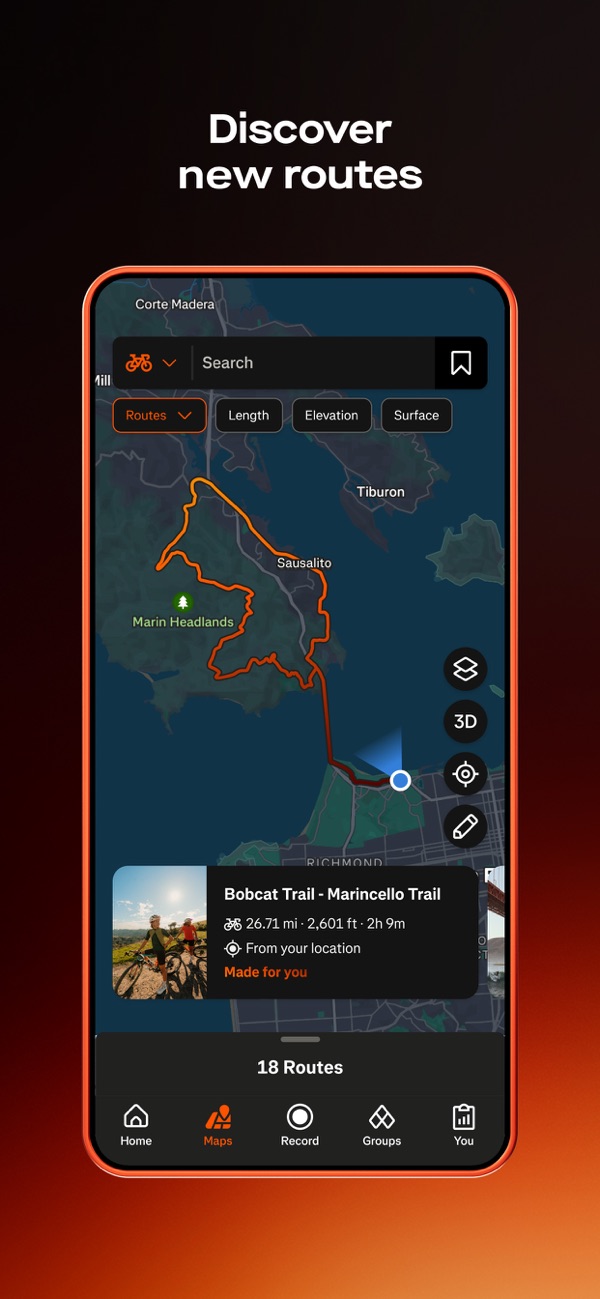 Discover
new routes
Corte Madera
Mill
Search
Routes
Length
Elevation
Surface
Tiburon
Sausalito
Marin Headlands
3D
RICHMOND
Bobcat Trail - Marincello Trail
26.71 mi · 2,601 ft · 2h 9m
From your location
Made for you
18 Routes
Home
Maps
Record
Groups
You